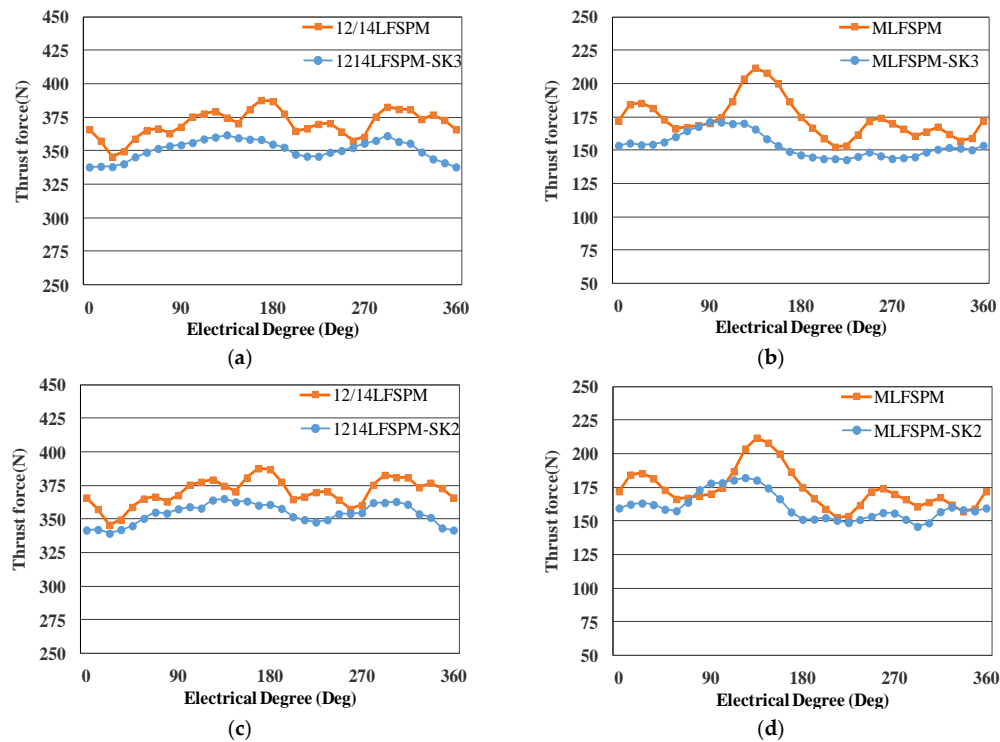 450
425
400
375
350
325
300
275
250
Thrust force(N)
12/14LFSPM
1214LFSPM-SK3
0 90 180 270 360
Electrical Degree (Deg)
(a)
250
225
200
175
150
125
100
75
50
Thrust force(N)
MLFSPM
MLFSPM-SK3
0 90 180 270 360
Electrical Degree (Deg)
(b)
450
425
400
375
350
325
300
275
250
Thrust force(N)
12/14LFSPM
1214LFSPM-SK2
0 90 180 270 360
Electrical Degree (Deg)
(c)
250
225
200
175
150
125
100
75
50
Thrust force(N)
MLFSPM
MLFSPM-SK2
0 90 180 270 360
Electrical Degree (Deg)
(d)